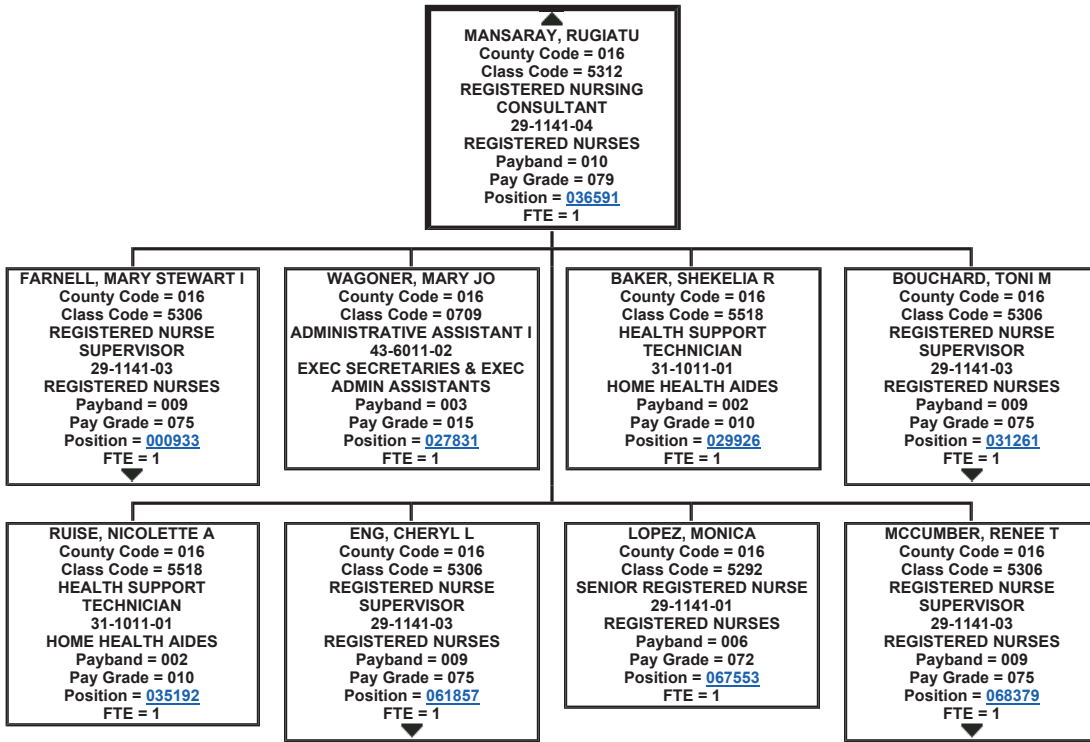 MANSARAY, RUGIATU
County Code = 016
Class Code = 5312
REGISTERED NURSING
CONSULTANT
29-1141-04
REGISTERED NURSES
Payband = 010
Pay Grade = 079
Position = 036591
FTE = 1
FARNELL, MARY STEWART I
County Code = 016
Class Code = 5306
REGISTERED NURSE
SUPERVISOR
29-1141-03
REGISTERED NURSES
Payband = 009
Pay Grade = 075
Position = 000933
FTE = 1
WAGONER, MARY JO
County Code = 016
Class Code = 0709
ADMINISTRATIVE ASSISTANT I
43-6011-02
EXEC SECRETARIES & EXEC
ADMIN ASSISTANTS
Payband = 003
Pay Grade = 015
Position = 027831
FTE = 1
BAKER, SHEKELIA R
County Code = 016
Class Code = 5518
HEALTH SUPPORT
TECHNICIAN
31-1011-01
HOME HEALTH AIDES
Payband = 002
Pay Grade = 010
Position = 029926
FTE = 1
BOUCHARD, TONI M
County Code = 016
Class Code = 5306
REGISTERED NURSE
SUPERVISOR
29-1141-03
REGISTERED NURSES
Payband = 009
Pay Grade = 075
Position = 031261
FTE = 1
RUISE, NICOLETTE A
County Code = 016
Class Code = 5518
HEALTH SUPPORT
TECHNICIAN
31-1011-01
HOME HEALTH AIDES
Payband = 002
Pay Grade = 010
Position = 035192
FTE = 1
ENG, CHERYL L
County Code = 016
Class Code = 5306
REGISTERED NURSE
SUPERVISOR
29-1141-03
REGISTERED NURSES
Payband = 009
Pay Grade = 075
Position = 061857
FTE = 1
LOPEZ, MONICA
County Code = 016
Class Code = 5292
SENIOR REGISTERED NURSE
29-1141-01
REGISTERED NURSES
Payband = 006
Pay Grade = 072
Position = 067553
FTE = 1
MCCUMBER, RENEE T
County Code = 016
Class Code = 5306
REGISTERED NURSE
SUPERVISOR
29-1141-03
REGISTERED NURSES
Payband = 009
Pay Grade = 075
Position = 068379
FTE = 1